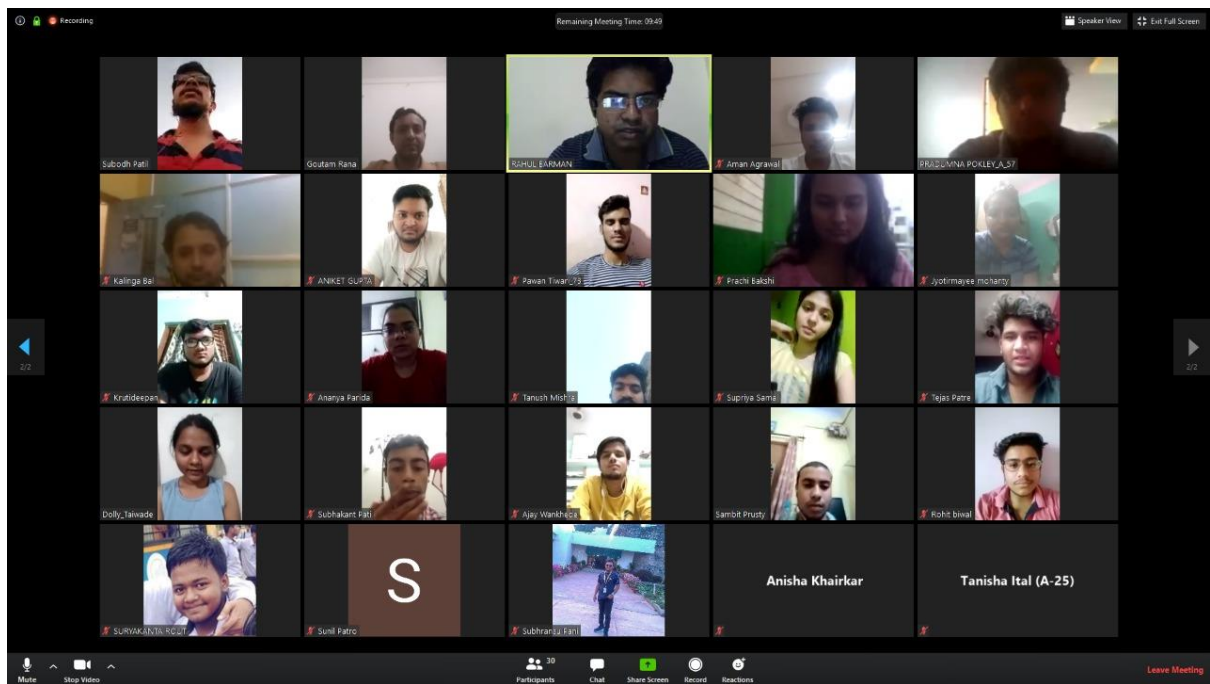 Recording
Remaining Meeting Time: 09:49
Speaker View
Exit Full Screen
Subodh Patil
Goutam Rana
RAHUL BARMAN
Aman Agrawal
PRADUMNA POKLEY_A_57
Kalinga Bal
ANIKET GUPTA
Pawan Tiwari_73
Prachi Bakshi
Jyotirmayee mohanty
Krutideepan
Ananya Parida
Tanush Mishra
Supriya Samal
Tejas Patre
Dolly_Taiwade
Subhakant Pati
Ajay Wankhede
Sambit Prusty
Rohit biwal
SURYAKANTA ROUT
S
Sunil Patro
Subhransu Pani
Anisha Khairkar
Tanisha Ital (A-25)
2/2
2/2
Mute
Stop Video
30
Participants
Chat
Share Screen
Record
Reactions
Leave Meeting